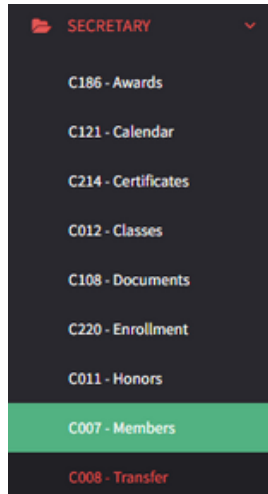 SECRETARY
C186 - Awards
C121 - Calendar
C214 - Certificates
C012 - Classes
C108 - Documents
C220 - Enrollment
C011 - Honors
C007 - Members
C008 - Transfer